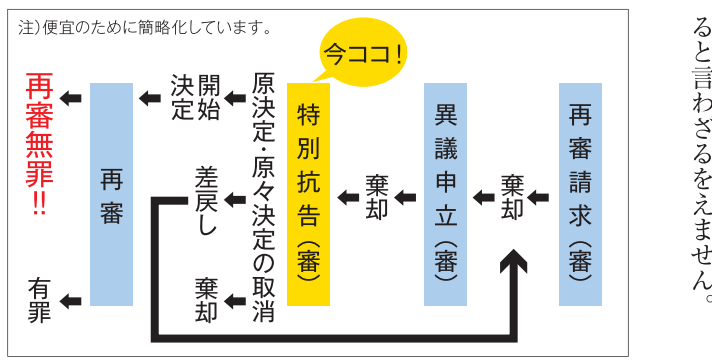 ると言わざるをえません。
注）便宜のために簡略化しています。
今ココ！
再審請求（審）
棄却
異議申立（審）
棄却
特別抗告（審）
原決定・原々決定の取消
開始
決定
差戻し
棄却
再審
再審無罪!!
有罪